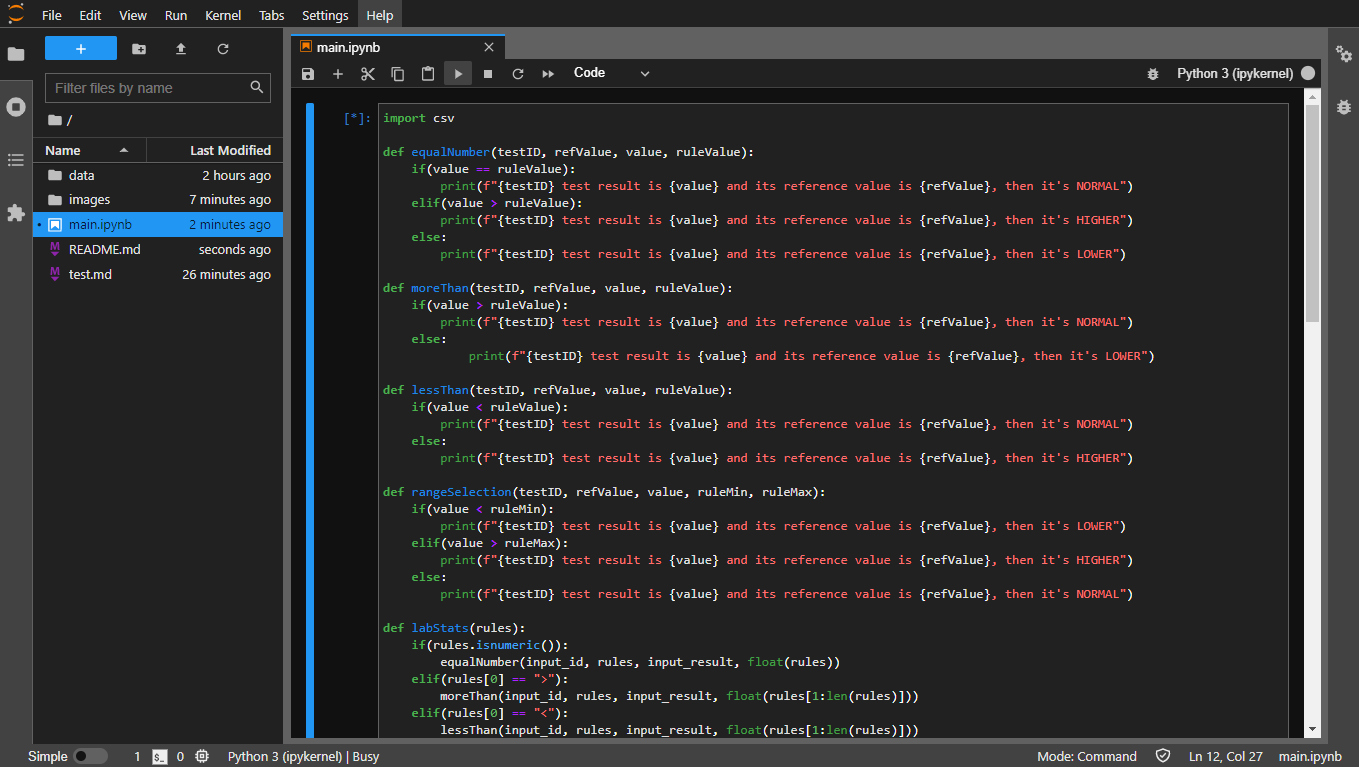 File Edit View Run Kernel Tabs Settings Help
+
Filter files by name
/
Name Last Modified
data 2 hours ago
images 7 minutes ago
main.ipynb 2 minutes ago
README.md seconds ago
test.md 26 minutes ago
main.ipynb
Code
Python 3 (ipykernel)
[*]:
import csv
def equalNumber(testID, refValue, value, ruleValue):
    if(value == ruleValue):
        print(f"{testID} test result is {value} and its reference value is {refValue}, then it's NORMAL")
    elif(value > ruleValue):
        print(f"{testID} test result is {value} and its reference value is {refValue}, then it's HIGHER")
    else:
        print(f"{testID} test result is {value} and its reference value is {refValue}, then it's LOWER")
def moreThan(testID, refValue, value, ruleValue):
    if(value > ruleValue):
        print(f"{testID} test result is {value} and its reference value is {refValue}, then it's NORMAL")
    else:
            print(f"{testID} test result is {value} and its reference value is {refValue}, then it's LOWER")
def lessThan(testID, refValue, value, ruleValue):
    if(value < ruleValue):
        print(f"{testID} test result is {value} and its reference value is {refValue}, then it's NORMAL")
    else:
        print(f"{testID} test result is {value} and its reference value is {refValue}, then it's HIGHER")
def rangeSelection(testID, refValue, value, ruleMin, ruleMax):
    if(value < ruleMin):
        print(f"{testID} test result is {value} and its reference value is {refValue}, then it's LOWER")
    elif(value > ruleMax):
        print(f"{testID} test result is {value} and its reference value is {refValue}, then it's HIGHER")
    else:
        print(f"{testID} test result is {value} and its reference value is {refValue}, then it's NORMAL")
def labStats(rules):
    if(rules.isnumeric()):
        equalNumber(input_id, rules, input_result, float(rules))
    elif(rules[0] == ">"):
        moreThan(input_id, rules, input_result, float(rules[1:len(rules)]))
    elif(rules[0] == "<"):
        lessThan(input_id, rules, input_result, float(rules[1:len(rules)]))
Simple 1 $_ 0 Python 3 (ipykernel) | Busy Mode: Command Ln 12, Col 27 main.ipynb